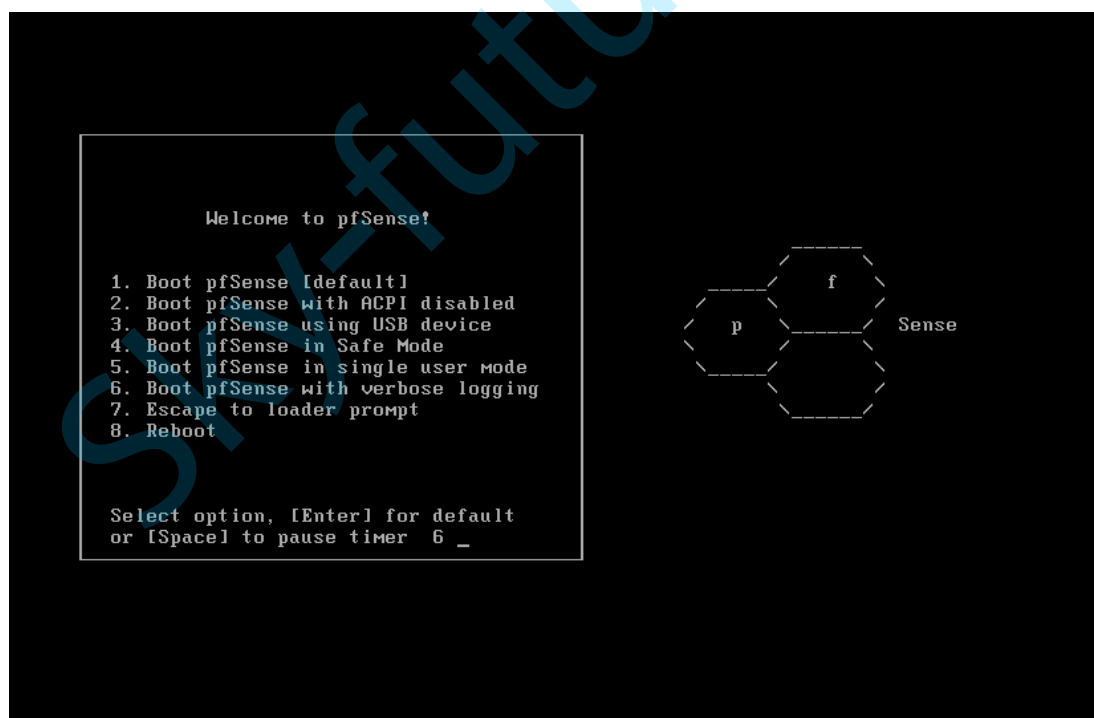 Welcome to pfSense!
1. Boot pfSense [default]
2. Boot pfSense with ACPI disabled
3. Boot pfSense using USB device
4. Boot pfSense in Safe Mode
5. Boot pfSense in single user mode
6. Boot pfSense with verbose logging
7. Escape to loader prompt
8. Reboot
Select option, [Enter] for default
or [Space] to pause timer 6 _
f
p Sense